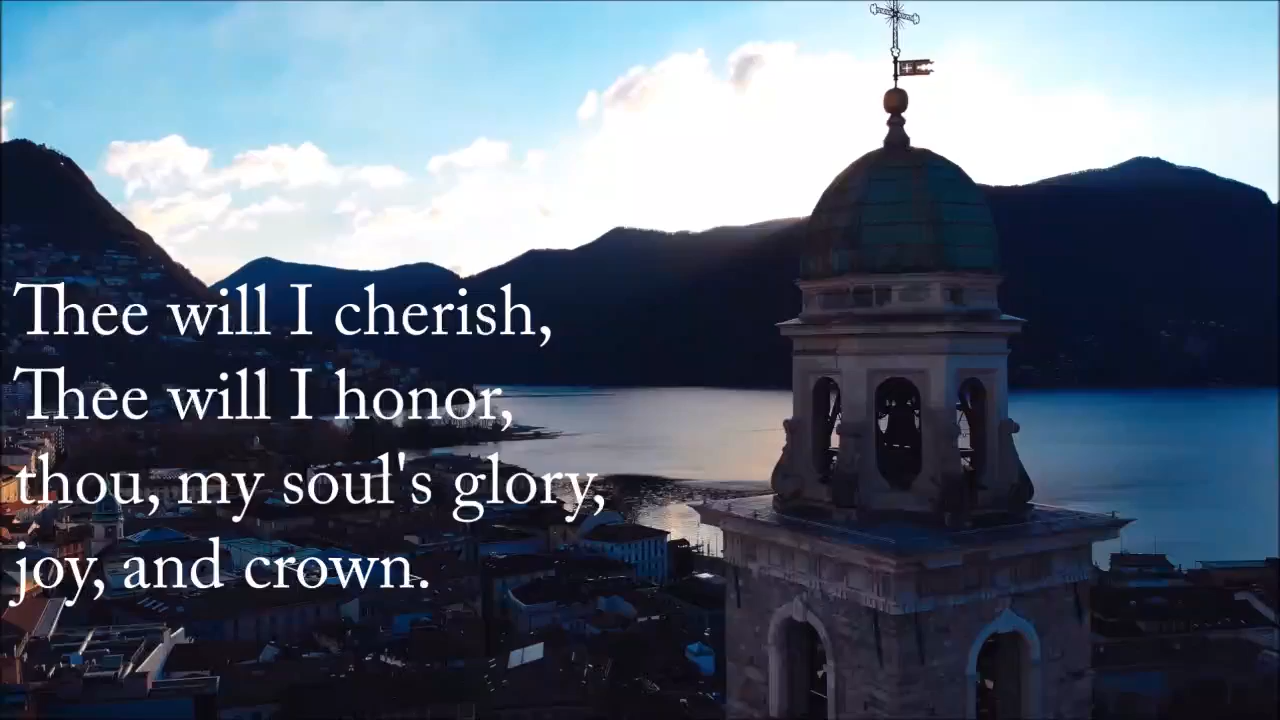 Thee will I cherish,
Thee will I honor,
thou, my soul's glory,
joy, and crown.